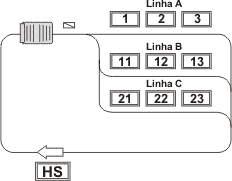 Linha A
1 2 3
Linha B
11 12 13
Linha C
21 22 23
HS